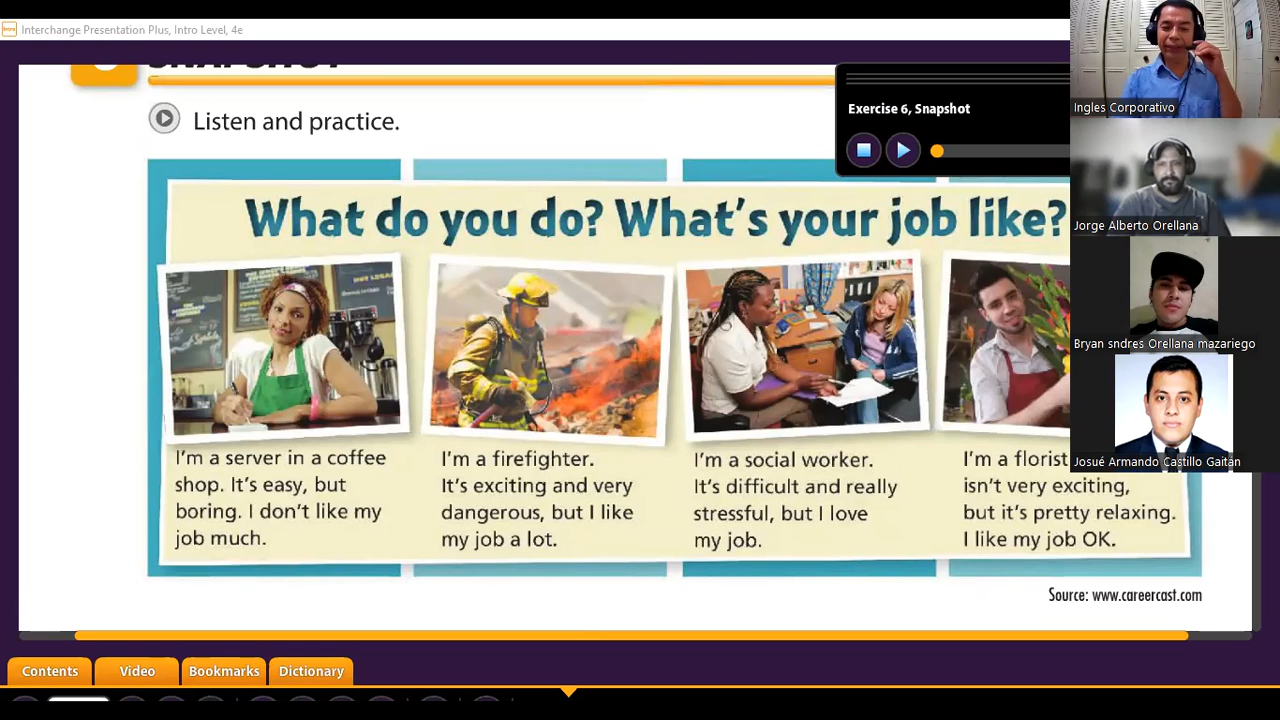 Interchange Presentation Plus, Intro Level, 4e
SNAPSHOT
Listen and practice.
Exercise 6, Snapshot
What do you do? What's your job like?
I'm a server in a coffee
shop. It's easy, but
boring. I don't like my
job much.
I'm a firefighter.
It's exciting and very
dangerous, but I like
my job a lot.
I'm a social worker.
It's difficult and really
stressful, but I love
my job.
I'm a florist
isn't very exciting,
but it's pretty relaxing.
I like my job OK.
Source: www.careercast.com
Contents
Video
Bookmarks
Dictionary
Ingles Corporativo
Jorge Alberto Orellana
Bryan sndres Orellana mazariego
Josué Armando Castillo Gaitán